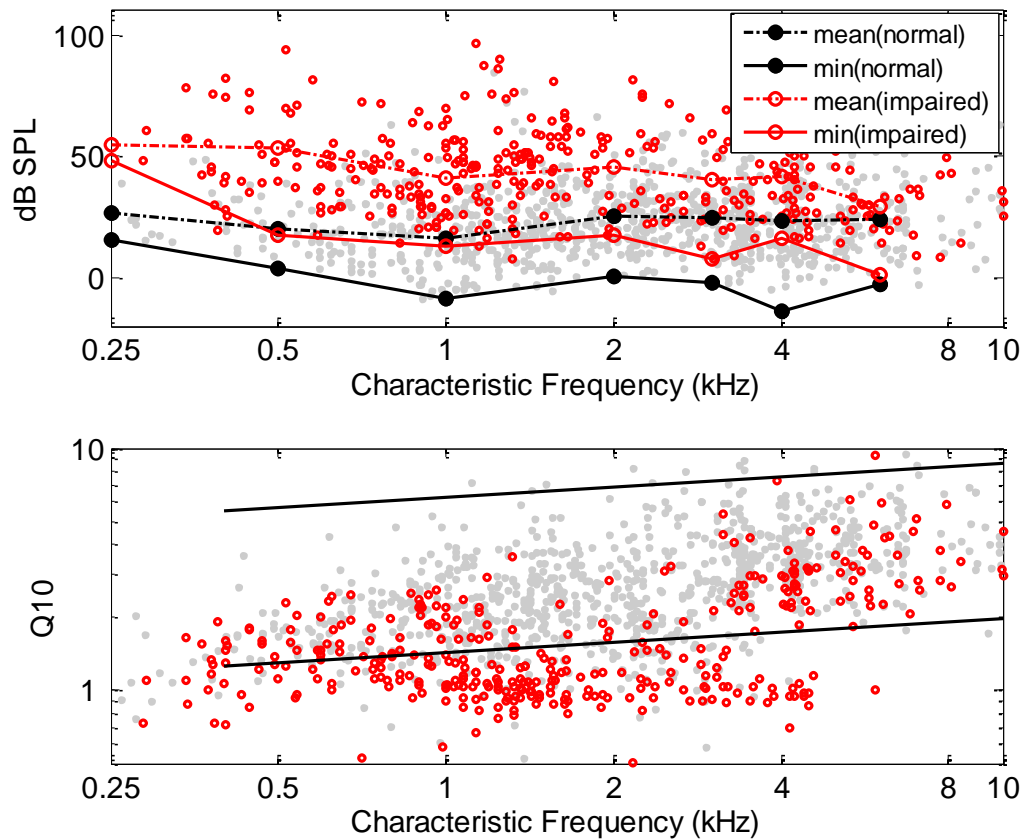 100
50
0
dB SPL
mean(normal)
min(normal)
mean(impaired)
min(impaired)
0.25 0.5 1 2 4 8 10
Characteristic Frequency (kHz)
10
1
Q10
0.25 0.5 1 2 4 8 10
Characteristic Frequency (kHz)